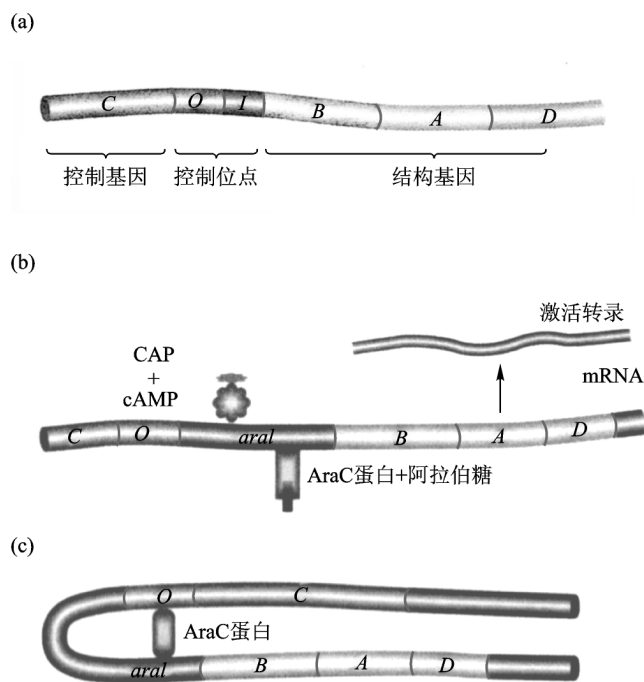 (a)
C O I B A D
控制基因 控制位点 结构基因
(b)
激活转录
CAP
+
cAMP
mRNA
C O araI B A D
AraC蛋白+阿拉伯糖
(c)
O C
AraC蛋白
araI B A D